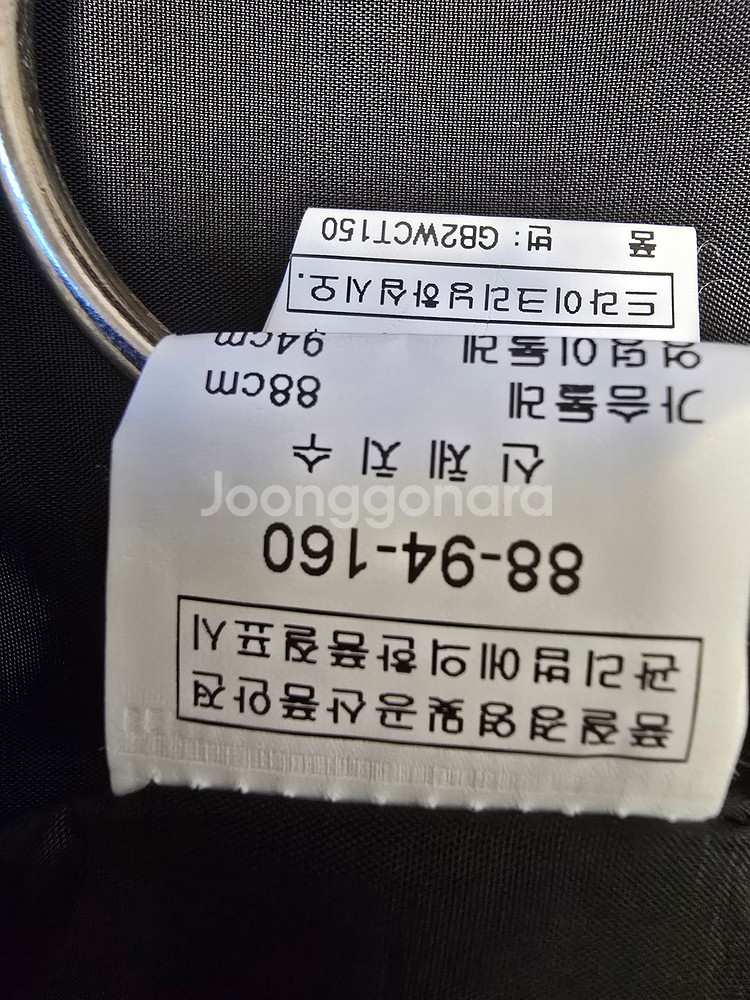 품질경영 및 공산품안전
관리법에 의한 품질표시
88-94-160
신 체 치 수
가슴둘레 88cm
엉덩이둘레 94cm
드라이크리닝하십시오.
품 번 : GB2WCT150
Joonggonara